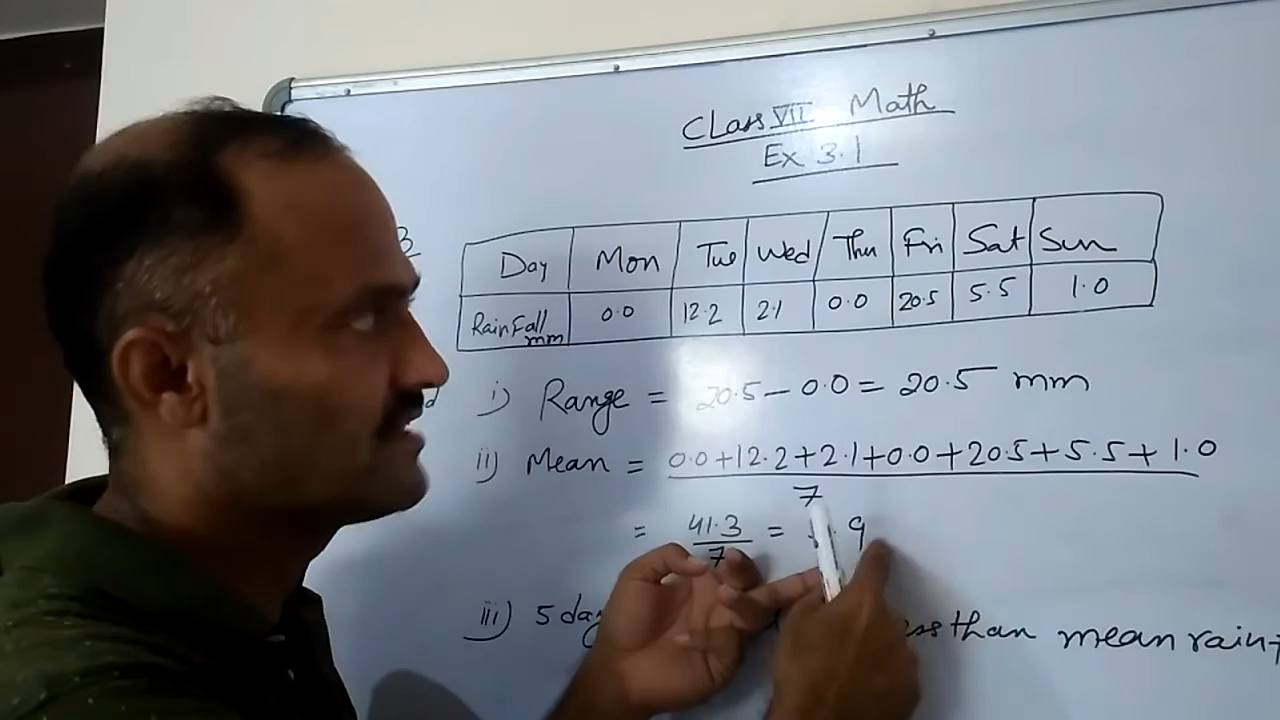 Class VII Math
Ex 3.1
Day Mon Tue Wed Thu Fri Sat Sun
RainFall mm 0.0 12.2 2.1 0.0 20.5 5.5 1.0
i) Range = 20.5 - 0.0 = 20.5 mm
ii) Mean = 0.0+12.2+2.1+0.0+20.5+5.5+1.0
7
= 41.3 = 9
7
iii) 5 than mean